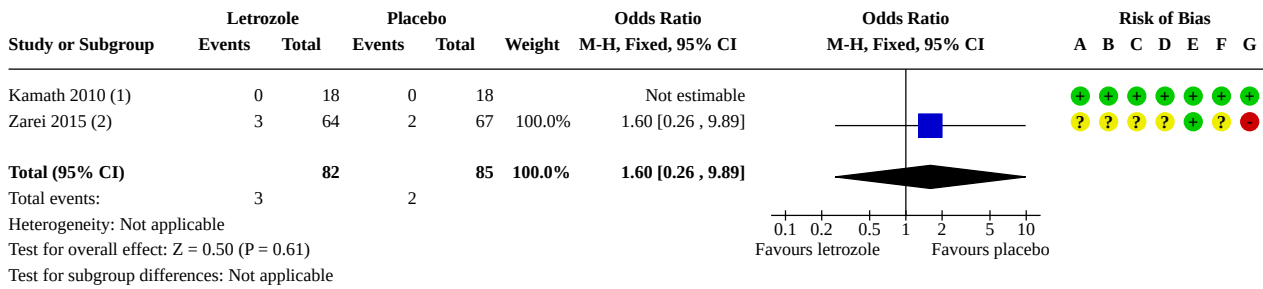 Letrozole Placebo Odds Ratio Odds Ratio Risk of Bias
Study or Subgroup Events Total Events Total Weight M-H, Fixed, 95% CI M-H, Fixed, 95% CI A B C D E F G
Kamath 2010 (1) 0 18 0 18 Not estimable + + + + + + +
Zarei 2015 (2) 3 64 2 67 100.0% 1.60 [0.26 , 9.89] ? ? ? ? + ? -
Total (95% CI) 82 85 100.0% 1.60 [0.26 , 9.89]
Total events: 3 2
Heterogeneity: Not applicable
0.1 0.2 0.5 1 2 5 10
Test for overall effect: Z = 0.50 (P = 0.61)
Favours letrozole Favours placebo
Test for subgroup differences: Not applicable